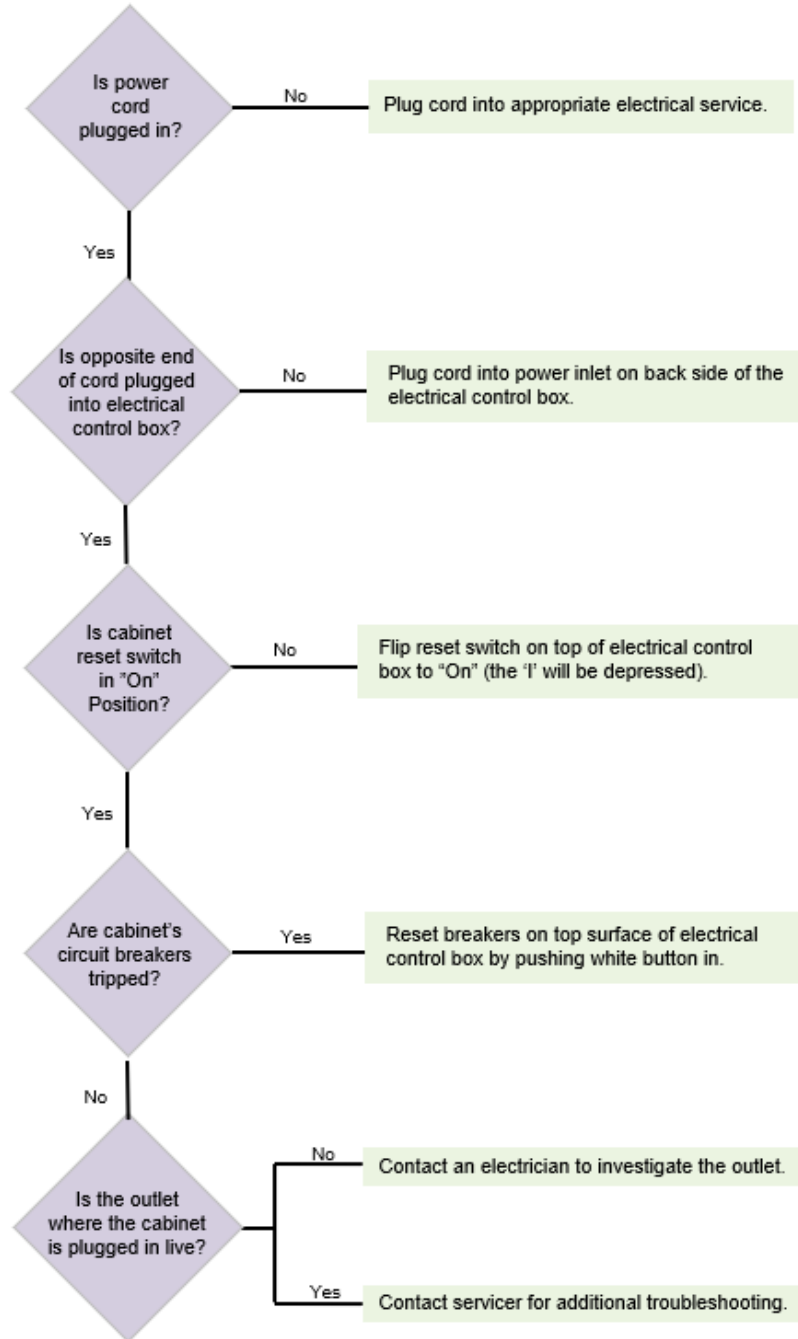 Is power
cord
plugged in?
No
Plug cord into appropriate electrical service.
Yes
Is opposite end
of cord plugged
into electrical
control box?
No
Plug cord into power inlet on back side of the
electrical control box.
Yes
Is cabinet
reset switch
in ”On”
Position?
No
Flip reset switch on top of electrical control
box to “On” (the ‘I’ will be depressed).
Yes
Are cabinet’s
circuit breakers
tripped?
Yes
Reset breakers on top surface of electrical
control box by pushing white button in.
No
Is the outlet
where the cabinet
is plugged in live?
No
Contact an electrician to investigate the outlet.
Yes
Contact servicer for additional troubleshooting.